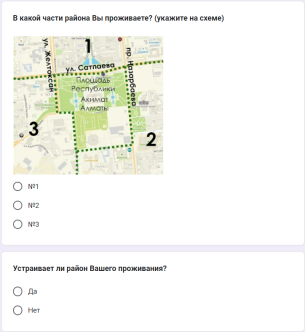 В какой части района Вы проживаете? (укажите на схеме)
1
ул. Желтоксан
ул. Сатпаева
пр. Назарбаева
Площадь
Республики
Акимат
Алматы
3
2
№1
№2
№3
Устраивает ли район Вашего проживания?
Да
Нет